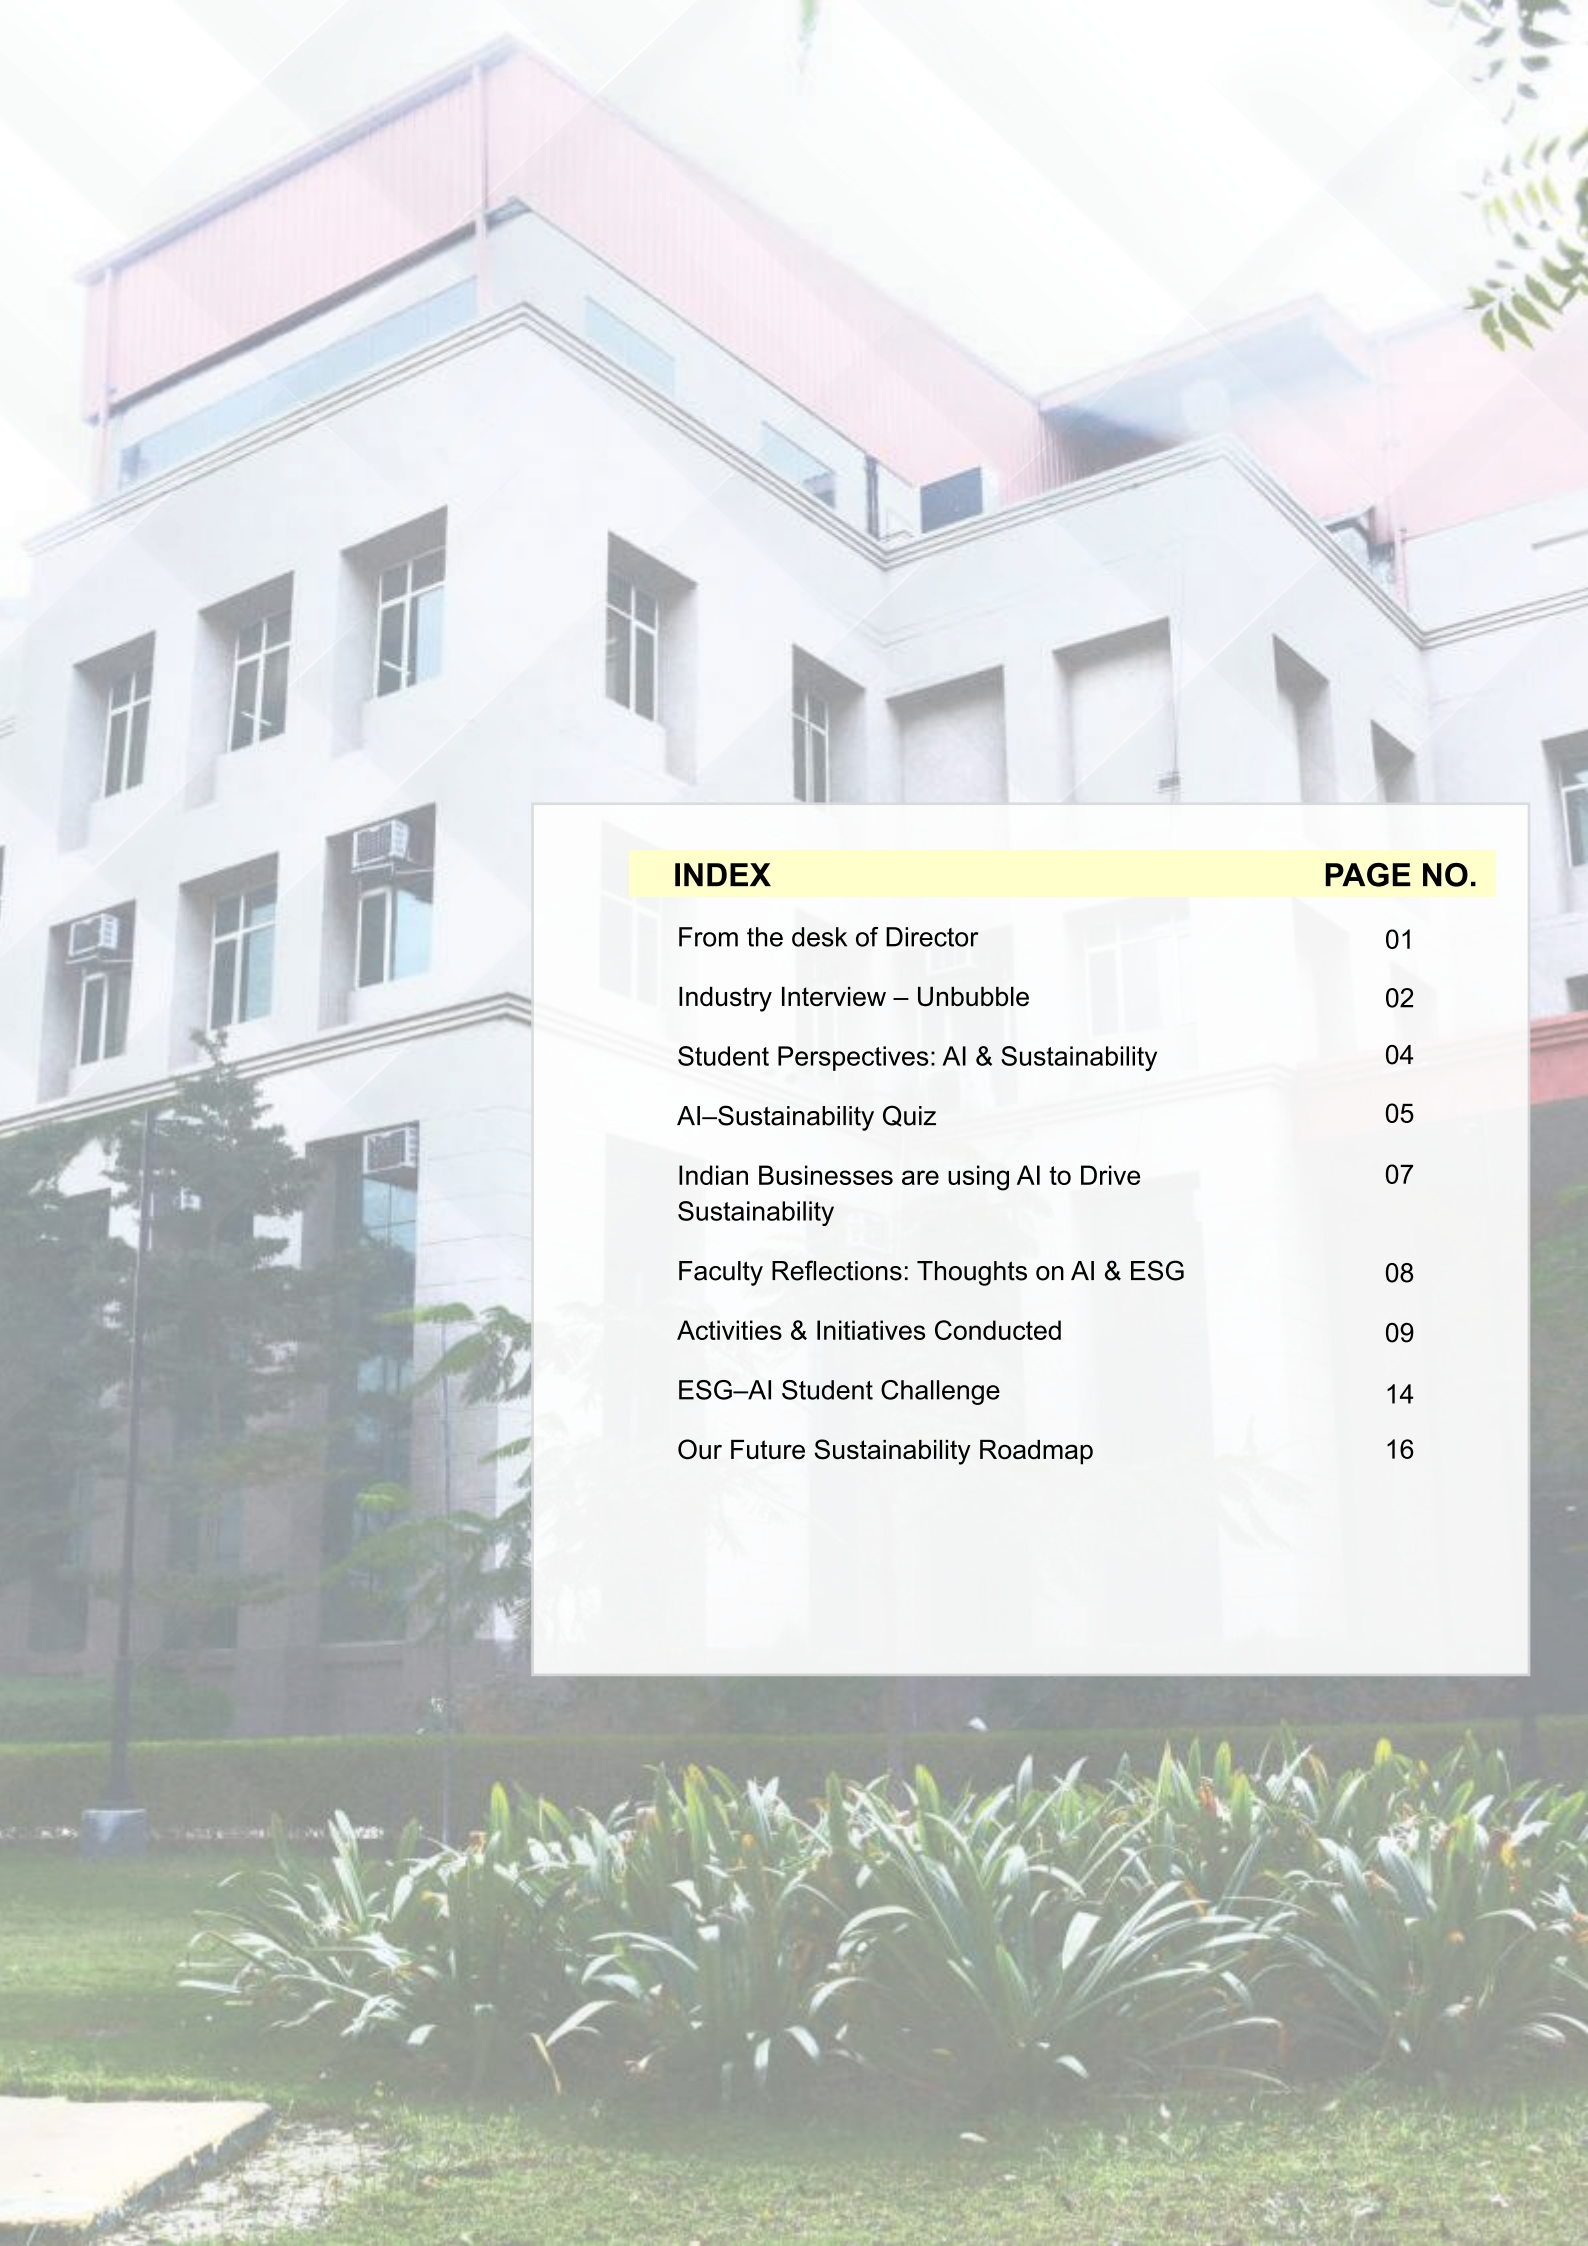 INDEX PAGE NO.
From the desk of Director 01
Industry Interview – Unbubble 02
Student Perspectives: AI & Sustainability 04
AI–Sustainability Quiz 05
Indian Businesses are using AI to Drive 07
Sustainability
Faculty Reflections: Thoughts on AI & ESG 08
Activities & Initiatives Conducted 09
ESG–AI Student Challenge 14
Our Future Sustainability Roadmap 16